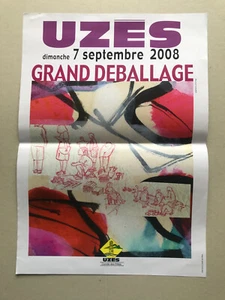 UZES
dimanche 7 septembre 2008
GRAND DEBALLAGE
UZES